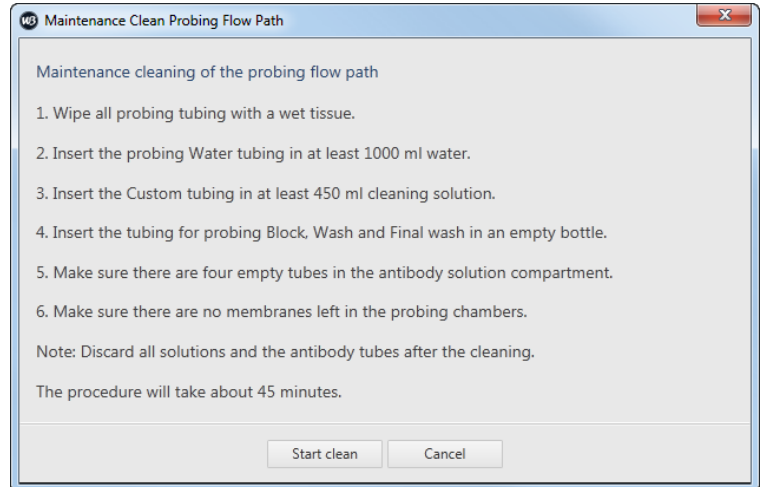 WB Maintenance Clean Probing Flow Path
Maintenance cleaning of the probing flow path
1. Wipe all probing tubing with a wet tissue.
2. Insert the probing Water tubing in at least 1000 ml water.
3. Insert the Custom tubing in at least 450 ml cleaning solution.
4. Insert the tubing for probing Block, Wash and Final wash in an empty bottle.
5. Make sure there are four empty tubes in the antibody solution compartment.
6. Make sure there are no membranes left in the probing chambers.
Note: Discard all solutions and the antibody tubes after the cleaning.
The procedure will take about 45 minutes.
Start clean Cancel